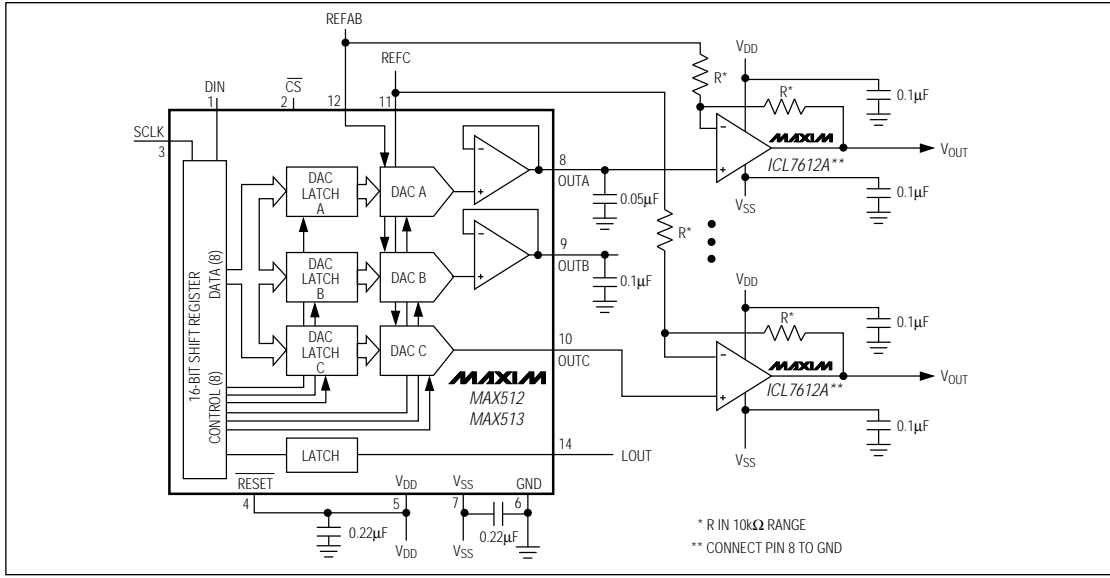 REFAB
REFC
DIN
CS
1
2
12
11
SCLK
3
VDD
R*
R*
0.1μF
MAXIM
ICL7612A**
VOUT
0.1μF
VSS
8
OUTA
0.05μF
DAC LATCH A
DAC A
R*
9
OUTB
0.1μF
DAC LATCH B
DAC B
DATA (8)
16-BIT SHIFT REGISTER
CONTROL (8)
DAC LATCH C
DAC C
10
OUTC
MAXIM
MAX512
MAX513
VDD
R*
0.1μF
MAXIM
ICL7612A**
VOUT
0.1μF
VSS
LATCH
14
LOUT
RESET
VDD
VSS
GND
4
5
7
6
0.22μF
0.22μF
VDD
VSS
* R IN 10kΩ RANGE
** CONNECT PIN 8 TO GND